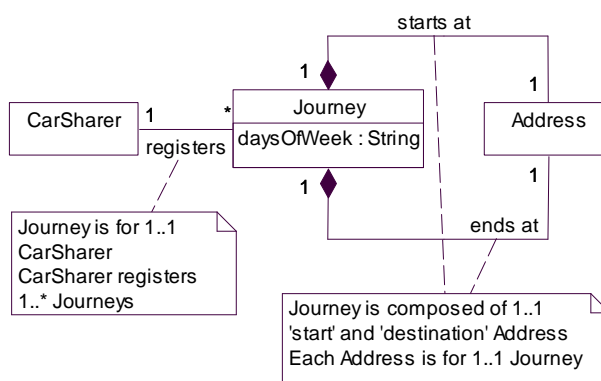 starts at
1
1
Journey
CarSharer
1
*
daysOfWeek : String
Address
registers
1
1
ends at
Journey is for 1..1
CarSharer
CarSharer registers
1..* Journeys
Journey is composed of 1..1
'start' and 'destination' Address
Each Address is for 1..1 Journey